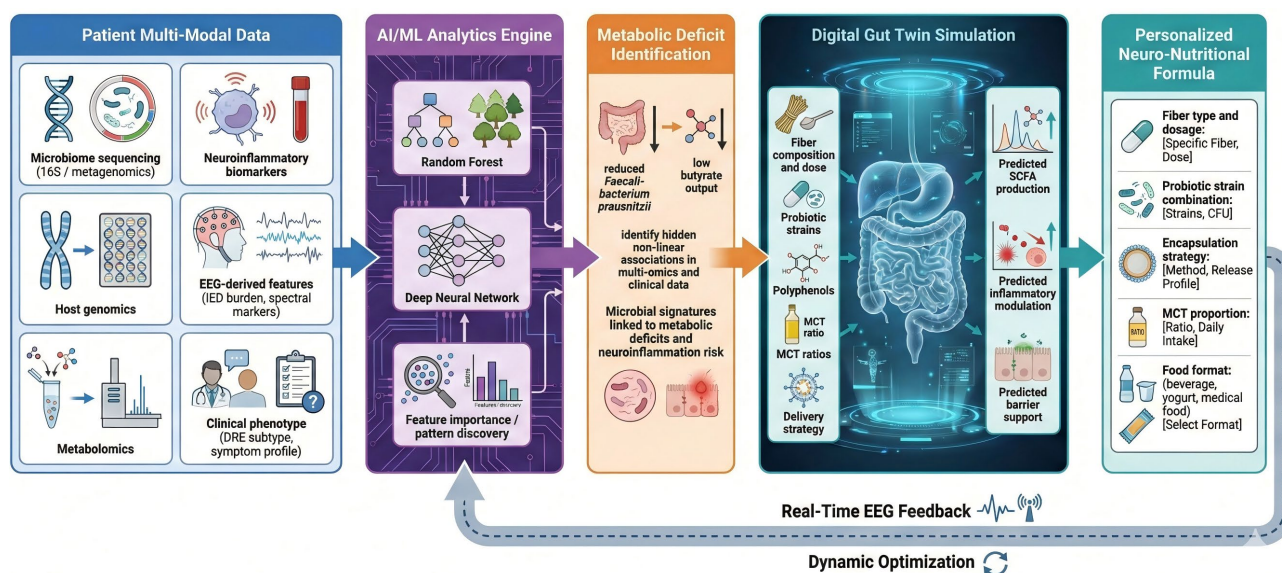 Patient Multi-Modal Data
Microbiome sequencing
(16S / metagenomics)
Neuroinflammatory
biomarkers
Host genomics
EEG-derived features
(IED burden, spectral
markers)
Metabolomics
Clinical phenotype
(DRE subtype,
symptom profile)
AI/ML Analytics Engine
Random Forest
Deep Neural Network
Feature
Feature importance /
pattern discovery
Metabolic Deficit
Identification
reduced
Faecali-
bacterium
prausnitzii
low
butyrate
output
identify hidden
non-linear
associations in
multi-omics and
clinical data
Microbial signatures
linked to metabolic
deficits and
neuroinflammation risk
Digital Gut Twin Simulation
Fiber
composition
and dose
Probiotic
strains
Polyphenols
MCT
ratio
MCT ratios
Delivery
strategy
Predicted
SCFA
production
Predicted
inflammatory
modulation
Predicted
barrier
support
Personalized
Neuro-Nutritional
Formula
Fiber type and
dosage:
[Specific Fiber,
Dose]
Probiotic strain
combination:
[Strains, CFU]
Encapsulation
strategy:
[Method, Release
Profile]
RATIO
MCT proportion:
[Ratio, Daily
Intake]
Food format:
(beverage,
yogurt, medical
food)
[Select Format]
Real-Time EEG Feedback
Dynamic Optimization